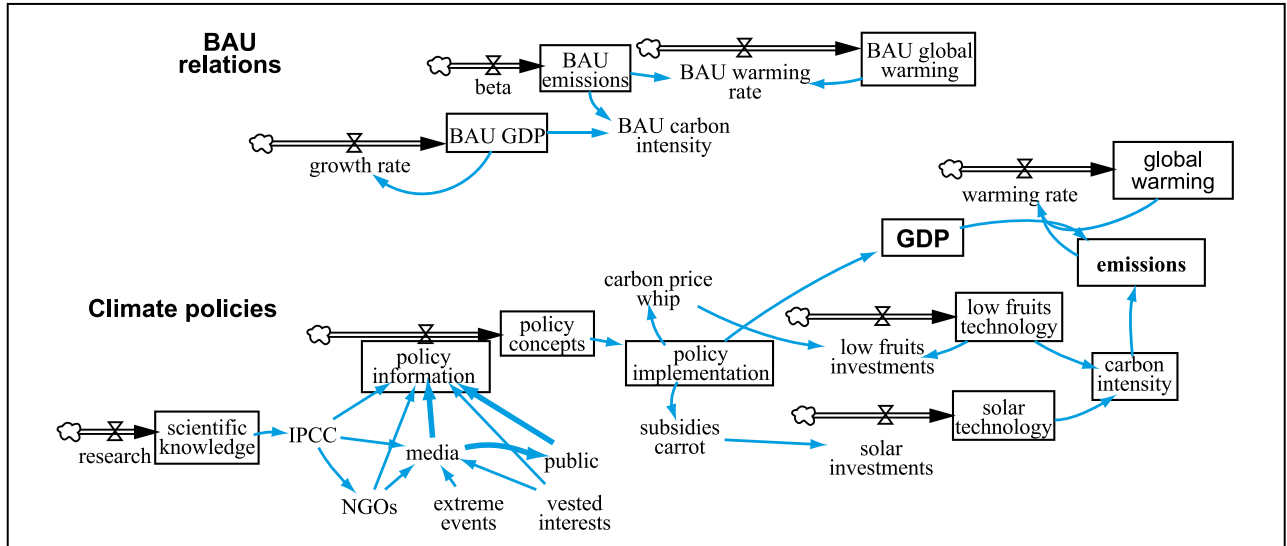 BAU
relations
beta
BAU
emissions
BAU warming
rate
BAU global
warming
growth rate
BAU GDP
BAU carbon
intensity
warming rate
global
warming
GDP
emissions
Climate policies
policy
information
policy
concepts
carbon price
whip
policy
implementation
low fruits
investments
low fruits
technology
carbon
intensity
research
scientific
knowledge
IPCC
media
public
NGOs
extreme
events
vested
interests
subsidies
carrot
solar
investments
solar
technology